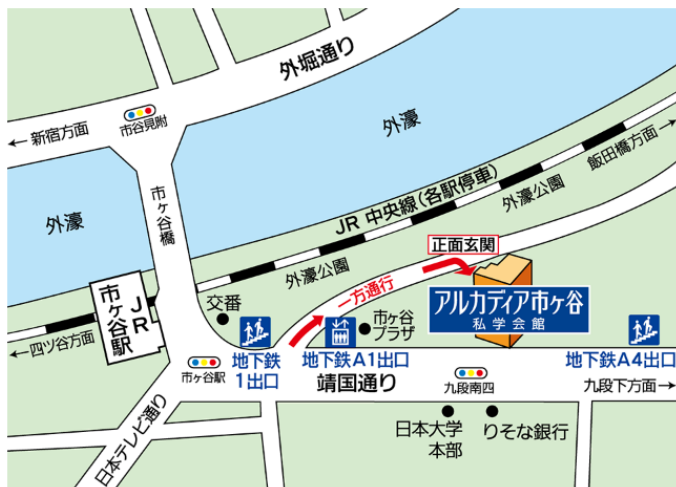 外堀通り
市谷見附
←新宿方面
外濠
飯田橋方面→
JR 中央線(各駅停車)
外濠公園
市ヶ谷橋
外濠
正面玄関
外濠公園
一方通行
アルカディア市ヶ谷
私学会館
JR
市ヶ谷駅
交番
市ヶ谷
プラザ
←四ツ谷方面
市ヶ谷駅
地下鉄
1出口
地下鉄A1出口
地下鉄A4出口
靖国通り
九段南四
九段下方面→
日本テレビ通り
日本大学
本部
りそな銀行